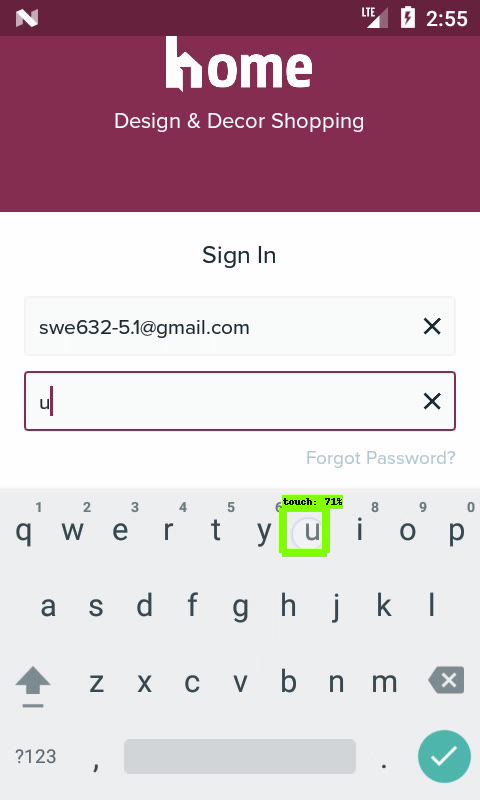 LTE 2:55
home
Design & Decor Shopping
Sign In
swe632-5.1@gmail.com
u
Forgot Password?
touch: 71%
1 2 3 4 5 6 8 9 0
q w e r t y u i o p
a s d f g h j k l
z x c v b n m
?123 , .